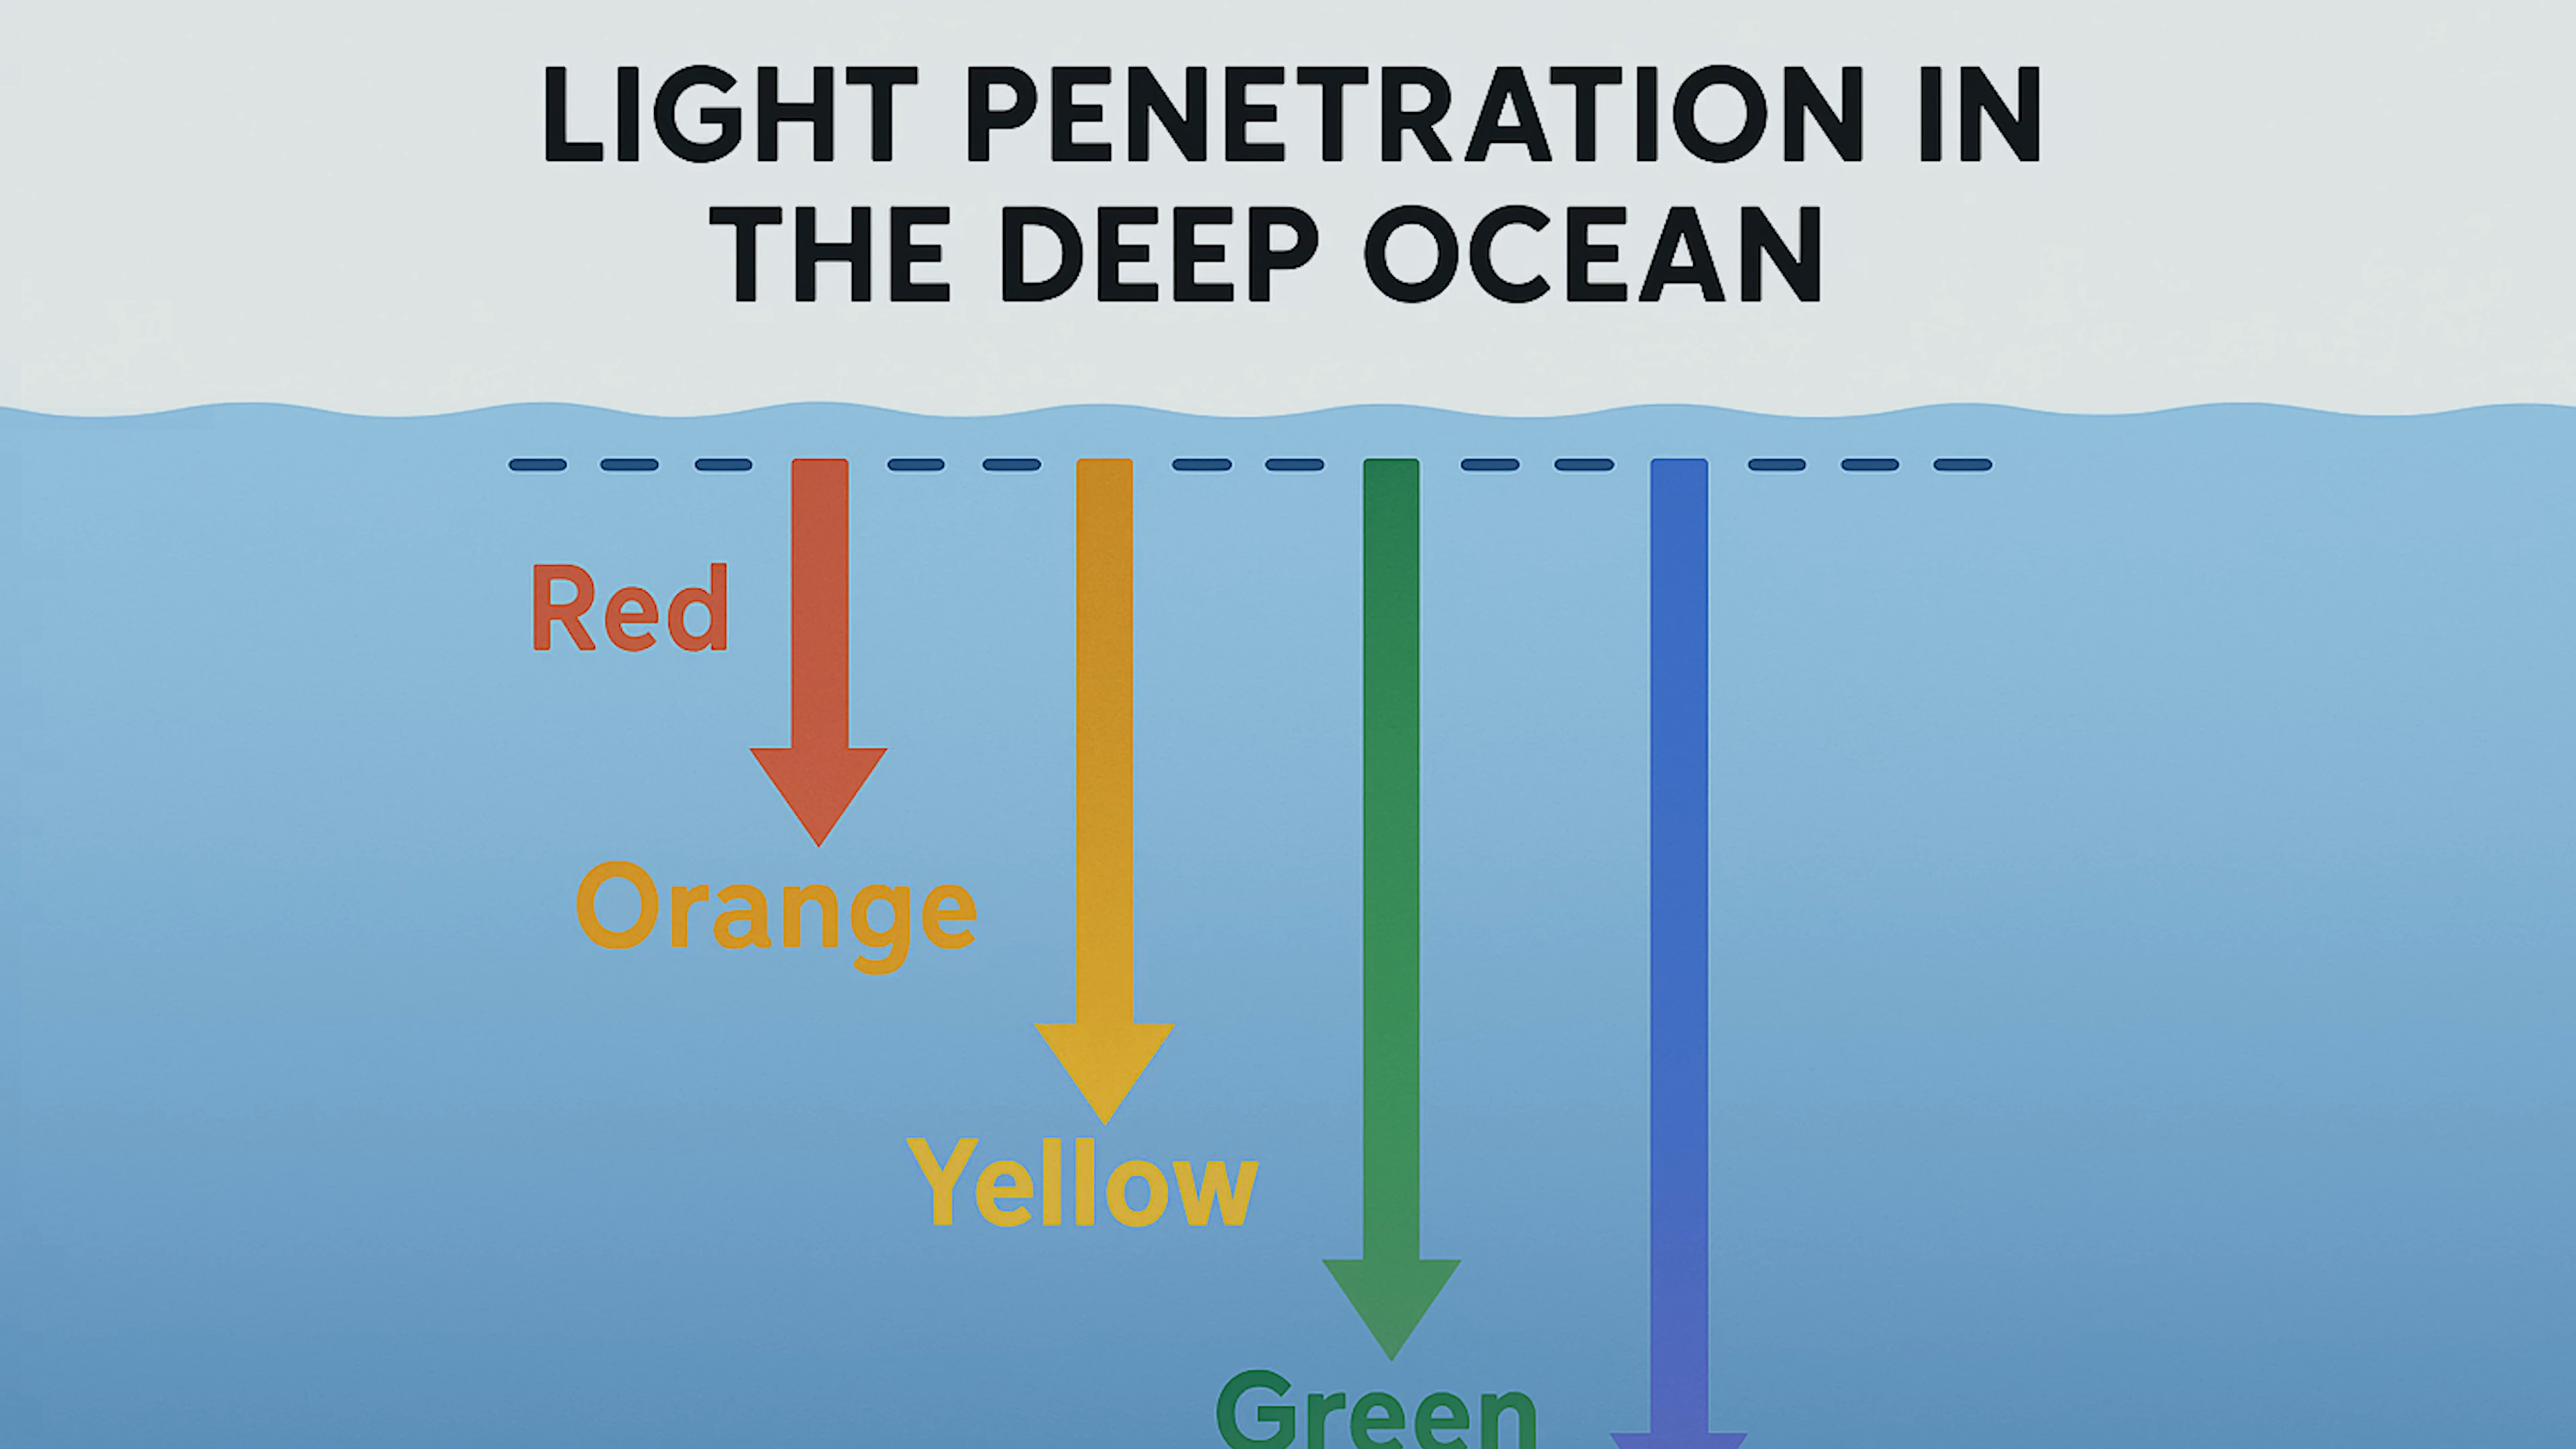 LIGHT PENETRATION IN
THE DEEP OCEAN
Red
Orange
Yellow
Green